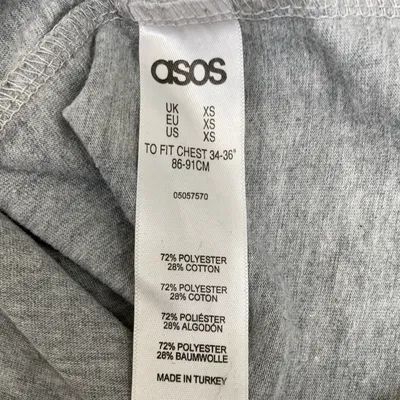 asos
UK XS
EU XS
US XS
TO FIT CHEST 34-36"
86-91CM
05057570
72% POLYESTER
28% COTTON
72% POLYESTER
28% COTON
72% POLIÉSTER
28% ALGODÓN
72% POLYESTER
28% BAUMWOLLE
MADE IN TURKEY